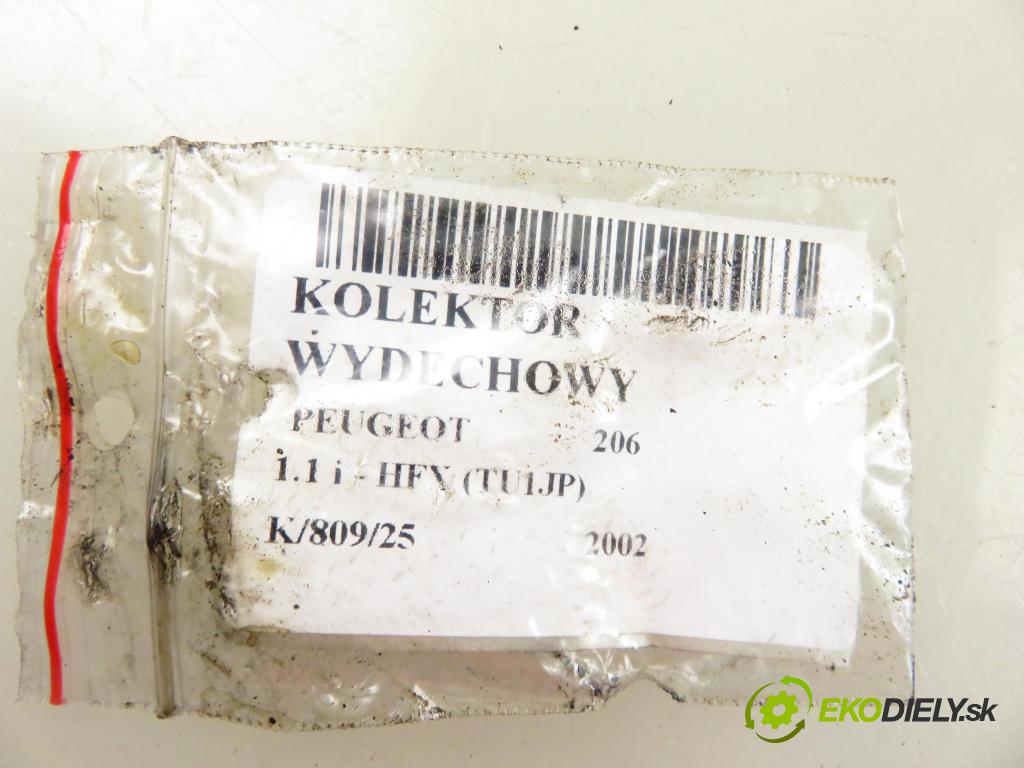 KOLEKTOR
WYDECHOWY
PEUGEOT 206
1.1 i - HFX (TU1JP)
K/809/25 2002
EKODIELY.sk